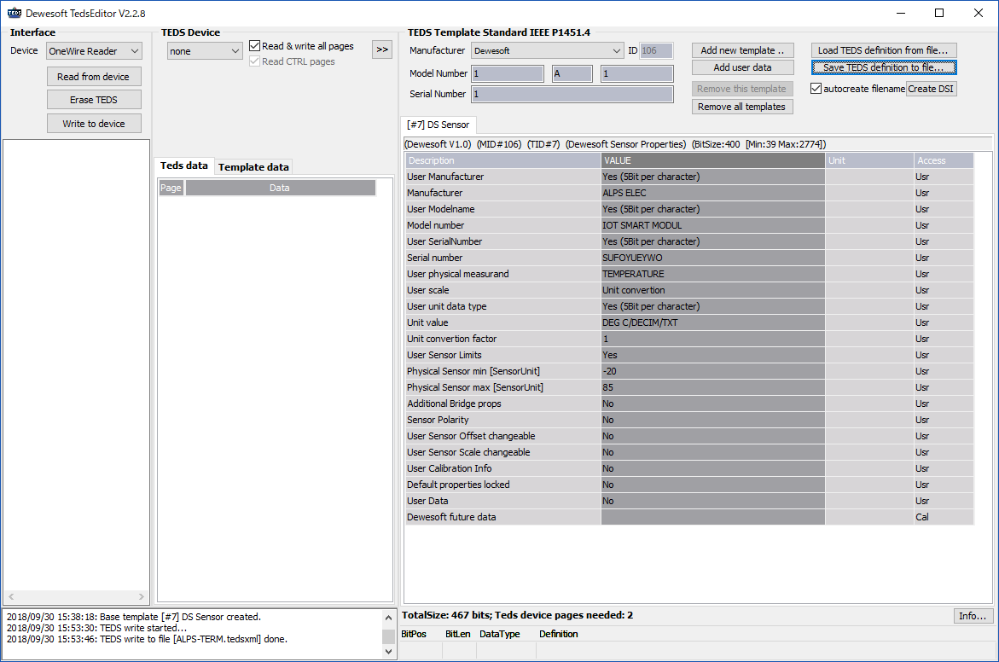 TEDS Dewesoft TedsEditor V2.2.8
Interface
Device OneWire Reader
Read from device
Erase TEDS
Write to device
TEDS Device
none
Read & write all pages
Read CTRL pages
>>
Teds data Template data
Page Data
TEDS Template Standard IEEE P1451.4
Manufacturer Dewesoft ID 106
Model Number 1 A 1
Serial Number 1
Add new template ..
Add user data
Remove this template
Remove all templates
Load TEDS definition from file...
Save TEDS definition to file...
autocreate filename Create DSI
[#7] DS Sensor
(Dewesoft V1.0) (MID#106) (TID#7) (Dewesoft Sensor Properties) (BitSize:400 [Min:39 Max:2774])
Description VALUE Unit Access
User Manufacturer Yes (5Bit per character) Usr
Manufacturer ALPS ELEC Usr
User Modelname Yes (5Bit per character) Usr
Model number IOT SMART MODUL Usr
User SerialNumber Yes (5Bit per character) Usr
Serial number SUFOYUEYWO Usr
User physical measurand TEMPERATURE Usr
User scale Unit convertion Usr
User unit data type Yes (5Bit per character) Usr
Unit value DEG C/DECIM/TXT Usr
Unit convertion factor 1 Usr
User Sensor Limits Yes Usr
Physical Sensor min [SensorUnit] -20 Usr
Physical Sensor max [SensorUnit] 85 Usr
Additional Bridge props No Usr
Sensor Polarity No Usr
User Sensor Offset changeable No Usr
User Sensor Scale changeable No Usr
User Calibration Info No Usr
Default properties locked No Usr
User Data No Usr
Dewesoft future data Cal
2018/09/30 15:38:18: Base template [#7] DS Sensor created.
2018/09/30 15:53:30: TEDS write started...
2018/09/30 15:53:46: TEDS write to file [ALPS-TERM.tedsxml] done.
TotalSize: 467 bits; Teds device pages needed: 2
Info...
BitPos BitLen DataType Definition